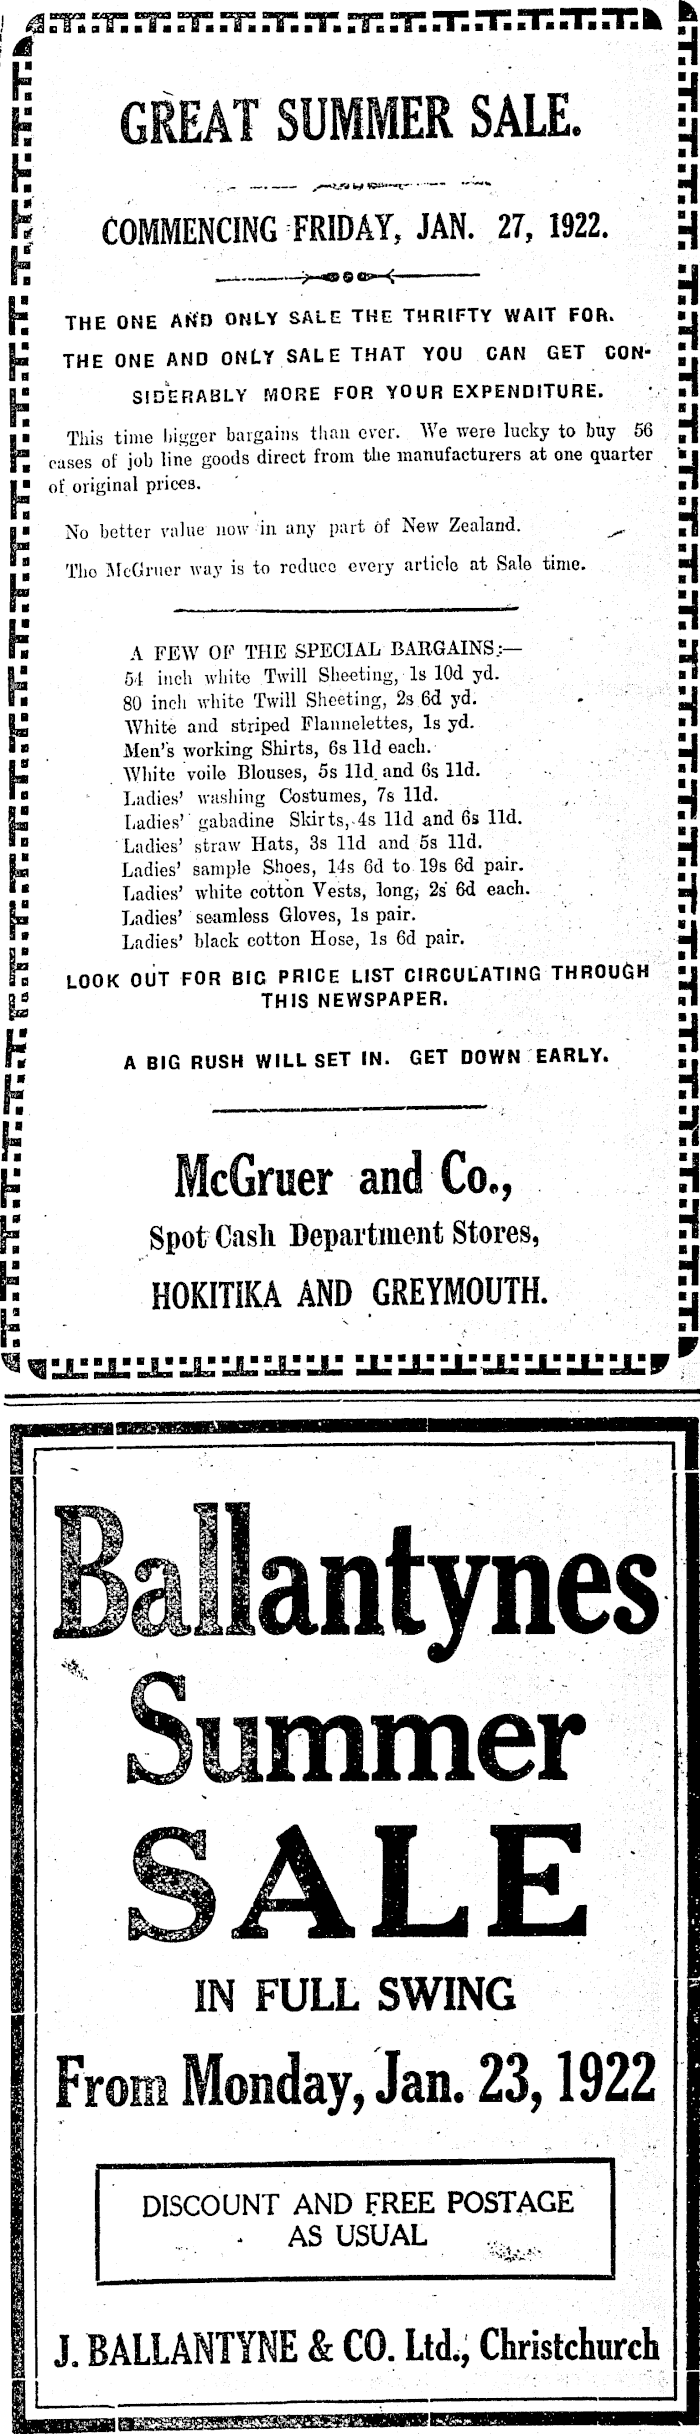 GREAT SUMMER SALE.
COMMENCING FRIDAY, JAN. 27, 1922.
THE ONE AND ONLY SALE THE THRIFTY WAIT FOR.
THE ONE AND ONLY SALE THAT YOU CAN GET CON-
SIDERABLY MORE FOR YOUR EXPENDITURE.
This time bigger bargains than ever. We were lucky to buy 56
cases of job line goods direct from the manufacturers at one quarter
of original prices.
No better value now in any part of New Zealand.
The McGruer way is to reduce every article at Sale time.
A FEW OF THE SPECIAL BARGAINS:—
54 inch white Twill Sheeting, 1s 10d yd.
80 inch white Twill Sheeting, 2s 6d yd.
White and striped Flannelettes, 1s yd.
Men's working Shirts, 6s 11d each.
White voile Blouses, 5s 11d and 6s 11d.
Ladies' washing Costumes, 7s 11d.
Ladies' gabadine Skirts, 4s 11d and 6s 11d.
Ladies' straw Hats, 3s 11d and 5s 11d.
Ladies' sample Shoes, 14s 6d to 19s 6d pair.
Ladies' white cotton Vests, long, 2s 6d each.
Ladies' seamless Gloves, 1s pair.
Ladies' black cotton Hose, 1s 6d pair.
LOOK OUT FOR BIG PRICE LIST CIRCULATING THROUGH
THIS NEWSPAPER.
A BIG RUSH WILL SET IN. GET DOWN EARLY.
McGruer and Co.,
Spot Cash Department Stores,
HOKITIKA AND GREYMOUTH.
Ballantynes
Summer
SALE
IN FULL SWING
From Monday, Jan. 23, 1922
DISCOUNT AND FREE POSTAGE
AS USUAL
J. BALLANTYNE & CO. Ltd., Christchurch